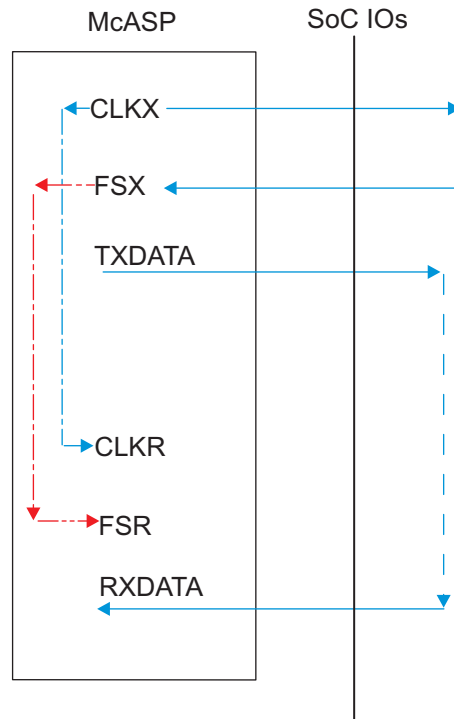 McASP
SoC IOs
CLKX
FSX
TXDATA
CLKR
FSR
RXDATA